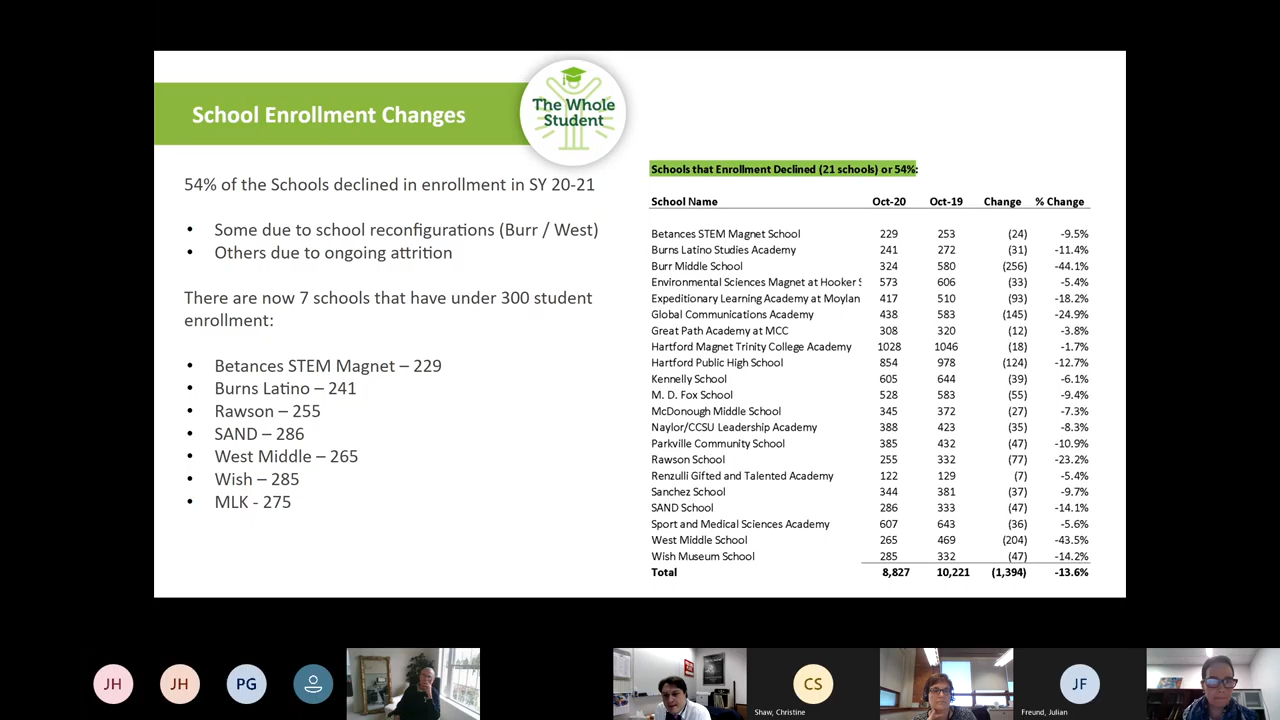 School Enrollment Changes
The Whole
Student
54% of the Schools declined in enrollment in SY 20-21
• Some due to school reconfigurations (Burr / West)
• Others due to ongoing attrition
There are now 7 schools that have under 300 student
enrollment:
• Betances STEM Magnet – 229
• Burns Latino – 241
• Rawson – 255
• SAND – 286
• West Middle – 265
• Wish – 285
• MLK - 275
Schools that Enrollment Declined (21 schools) or 54%:
School Name Oct-20 Oct-19 Change % Change
Betances STEM Magnet School 229 253 (24) -9.5%
Burns Latino Studies Academy 241 272 (31) -11.4%
Burr Middle School 324 580 (256) -44.1%
Environmental Sciences Magnet at Hooker S 573 606 (33) -5.4%
Expeditionary Learning Academy at Moylan 417 510 (93) -18.2%
Global Communications Academy 438 583 (145) -24.9%
Great Path Academy at MCC 308 320 (12) -3.8%
Hartford Magnet Trinity College Academy 1028 1046 (18) -1.7%
Hartford Public High School 854 978 (124) -12.7%
Kennelly School 605 644 (39) -6.1%
M. D. Fox School 528 583 (55) -9.4%
McDonough Middle School 345 372 (27) -7.3%
Naylor/CCSU Leadership Academy 388 423 (35) -8.3%
Parkville Community School 385 432 (47) -10.9%
Rawson School 255 332 (77) -23.2%
Renzulli Gifted and Talented Academy 122 129 (7) -5.4%
Sanchez School 344 381 (37) -9.7%
SAND School 286 333 (47) -14.1%
Sport and Medical Sciences Academy 607 643 (36) -5.6%
West Middle School 265 469 (204) -43.5%
Wish Museum School 285 332 (47) -14.2%
Total 8,827 10,221 (1,394) -13.6%
JH JH PG CS JF
Shaw, Christine Freund, Julian